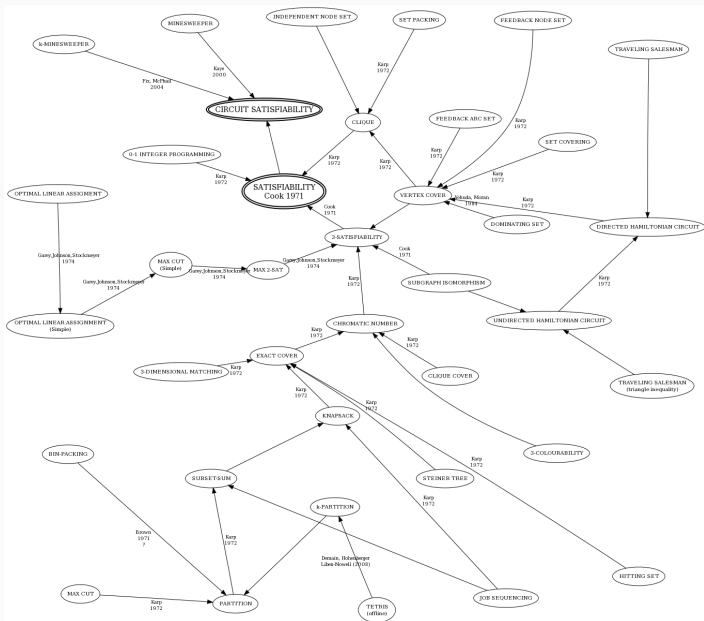 MINESWEEPER
INDEPENDENT NODE SET
SET PACKING
FEEDBACK NODE SET
k-MINESWEEPER
TRAVELING SALESMAN
Karp
1972
Kaye
2000
Fix, McPhail
2004
CIRCUIT SATISFIABILITY
CLIQUE
FEEDBACK ARC SET
Karp
1972
SET COVERING
0-1 INTEGER PROGRAMMING
Karp
1972
Karp
1972
Karp
1972
Karp
1972
Karp
1972
SATISFIABILITY
Cook 1971
OPTIMAL LINEAR ASSIGMENT
VERTEX COVER
Yehuda, Moran
1984
Karp
1972
Cook
1971
DOMINATING SET
DIRECTED HAMILTONIAN CIRCUIT
3-SATISFIABILITY
Garey,Johnson,Stockmeyer
1974
MAX CUT
(Simple)
Garey,Johnson,Stockmeyer
1974
MAX 2-SAT
Garey,Johnson,Stockmeyer
1974
Cook
1971
Garey,Johnson,Stockmeyer
1974
Karp
1972
SUBGRAPH ISOMORPHISM
Karp
1972
OPTIMAL LINEAR ASSIGNMENT
(Simple)
CHROMATIC NUMBER
UNDIRECTED HAMILTONIAN CIRCUIT
Karp
1972
Karp
1972
EXACT COVER
3-DIMENSIONAL MATCHING
Karp
1972
CLIQUE COVER
TRAVELING SALESMAN
(triangle inequality)
Karp
1972
Karp
1972
KNAPSACK
BIN-PACKING
3-COLOURABILITY
Karp
1972
SUBSET-SUM
STEINER TREE
Karp
1972
k-PARTITION
Brown
1971
?
Karp
1972
Demain, Hohenberger
Liben-Nowell (2008)
HITTING SET
MAX CUT
Karp
1972
PARTITION
TETRIS
(offline)
JOB SEQUENCING